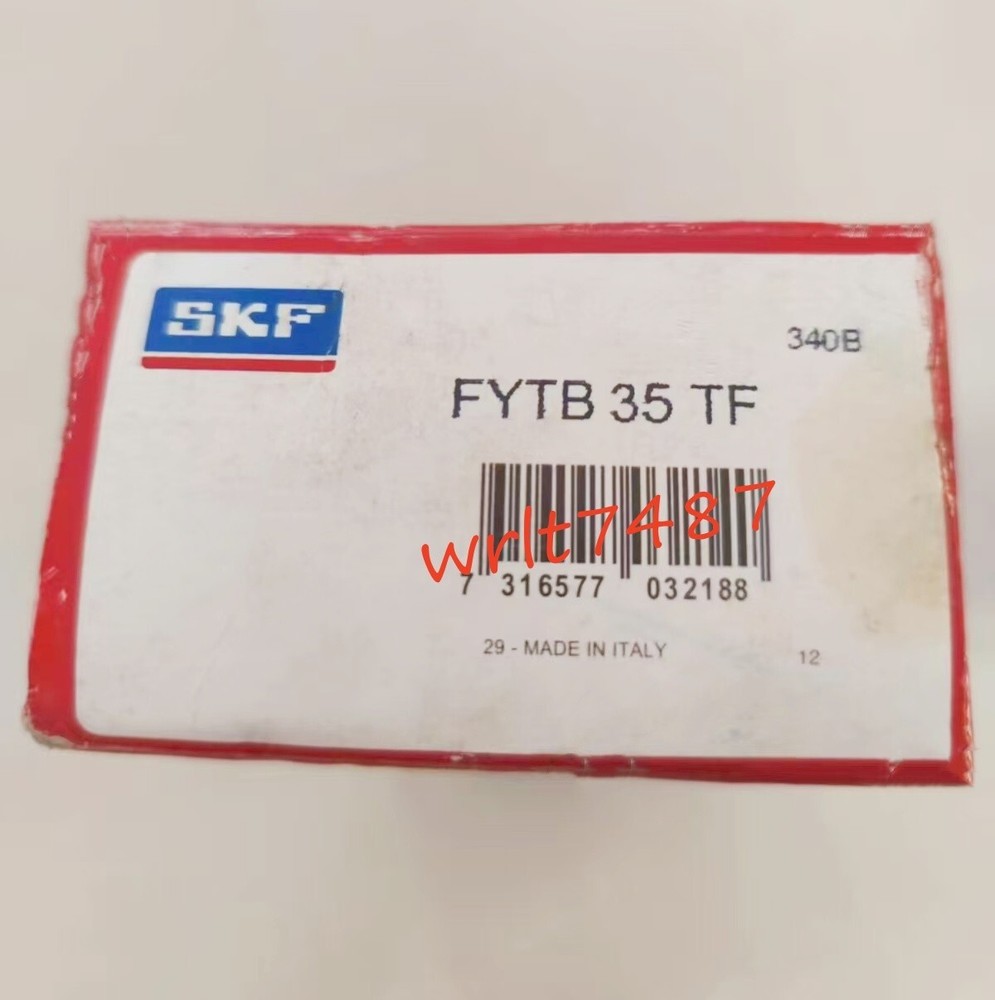 SKF
340B
FYTB 35 TF
wrlt7487
7 316577 032188
29 - MADE IN ITALY 12